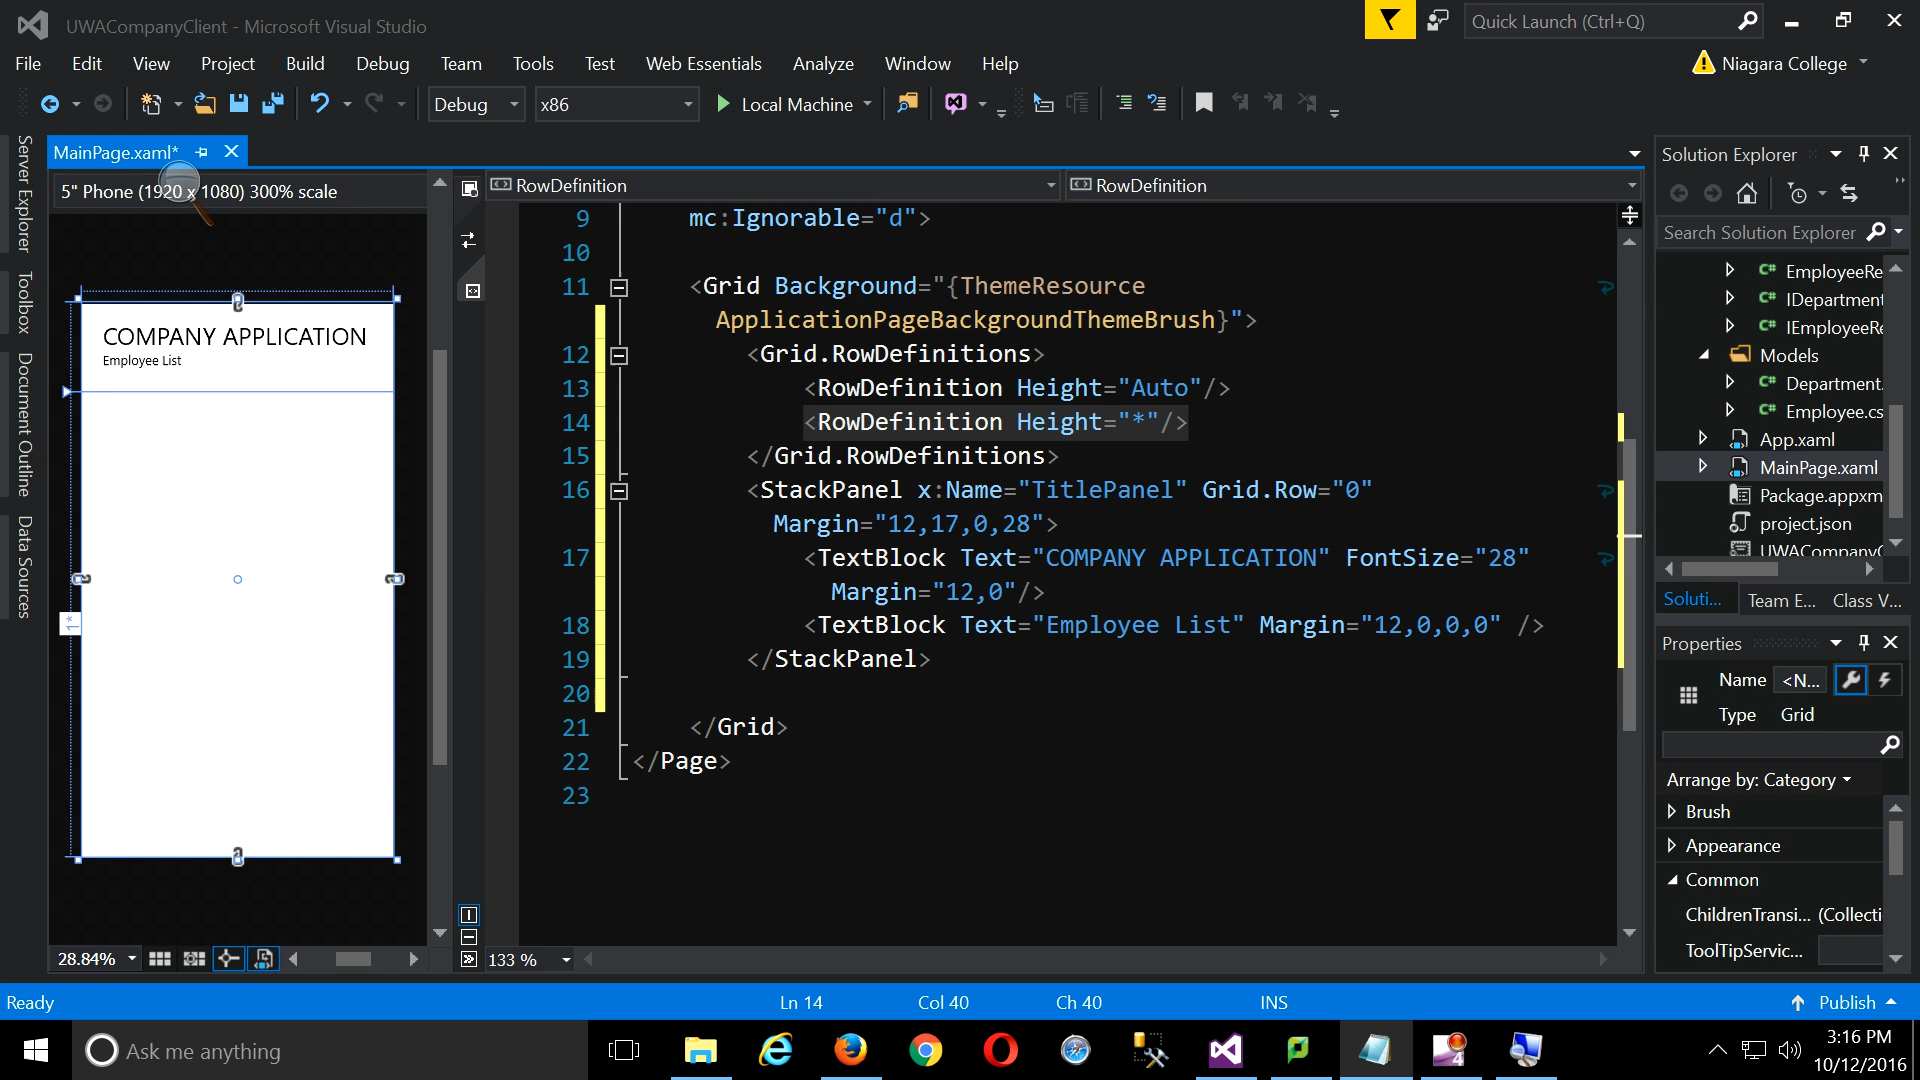 UWACompanyClient - Microsoft Visual Studio
Quick Launch (Ctrl+Q)
File Edit View Project Build Debug Team Tools Test Web Essentials Analyze Window Help
Niagara College
Debug x86 Local Machine
Server Explorer
Toolbox
Document Outline
Data Sources
MainPage.xaml*
5" Phone (1920 x 1080) 300% scale
COMPANY APPLICATION
Employee List
1*
28.84%
RowDefinition RowDefinition
9 mc:Ignorable="d">
10
11 <Grid Background="{ThemeResource
ApplicationPageBackgroundThemeBrush}">
12 <Grid.RowDefinitions>
13 <RowDefinition Height="Auto"/>
14 <RowDefinition Height="*"/>
15 </Grid.RowDefinitions>
16 <StackPanel x:Name="TitlePanel" Grid.Row="0"
Margin="12,17,0,28">
17 <TextBlock Text="COMPANY APPLICATION" FontSize="28"
Margin="12,0"/>
18 <TextBlock Text="Employee List" Margin="12,0,0,0" />
19 </StackPanel>
20
21 </Grid>
22 </Page>
23
133 %
Solution Explorer
Search Solution Explorer
C# EmployeeRe
C# IDepartment
C# IEmployeeRe
Models
C# Department.
C# Employee.cs
App.xaml
MainPage.xaml
Package.appxm
project.json
UWACompanyC
Soluti... Team E... Class V...
Properties
Name <N...
Type Grid
Arrange by: Category
Brush
Appearance
Common
ChildrenTransi... (Collecti
ToolTipServic...
Ready Ln 14 Col 40 Ch 40 INS Publish
Ask me anything
4
3:16 PM
10/12/2016